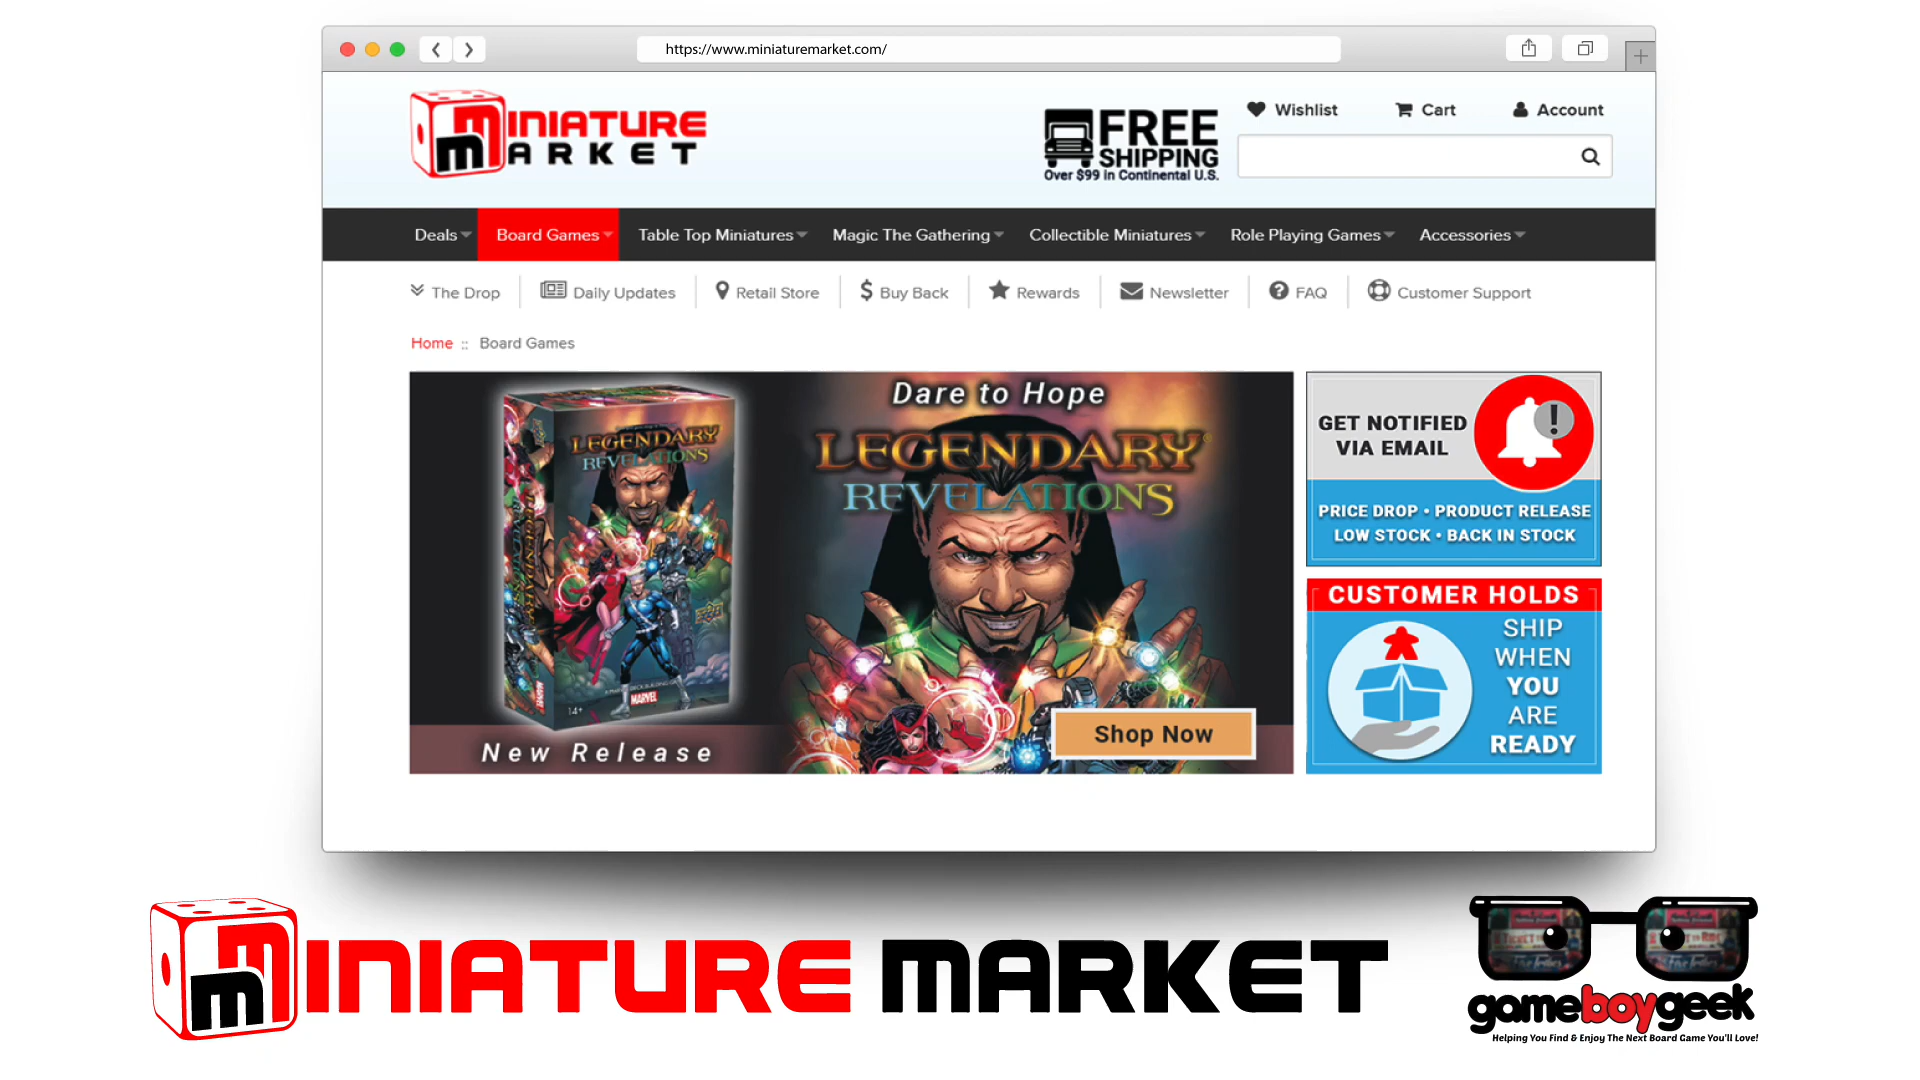 https://www.miniaturemarket.com/
MINIATURE
MARKET
FREE
SHIPPING
Over $99 in Continental U.S.
Wishlist Cart Account
Deals Board Games Table Top Miniatures Magic The Gathering Collectible Miniatures Role Playing Games Accessories
The Drop Daily Updates Retail Store $ Buy Back Rewards Newsletter ? FAQ Customer Support
Home :: Board Games
LEGENDARY
REVELATIONS
LEGENDARY
REVELATIONS
MARVEL
14+
New Release
Dare to Hope
LEGENDARY®
REVELATIONS
Shop Now
GET NOTIFIED
VIA EMAIL
!
PRICE DROP • PRODUCT RELEASE
LOW STOCK • BACK IN STOCK
CUSTOMER HOLDS
SHIP
WHEN
YOU
ARE
READY
MINIATURE MARKET
gameboygeek
Helping You Find & Enjoy The Next Board Game You'll Love!